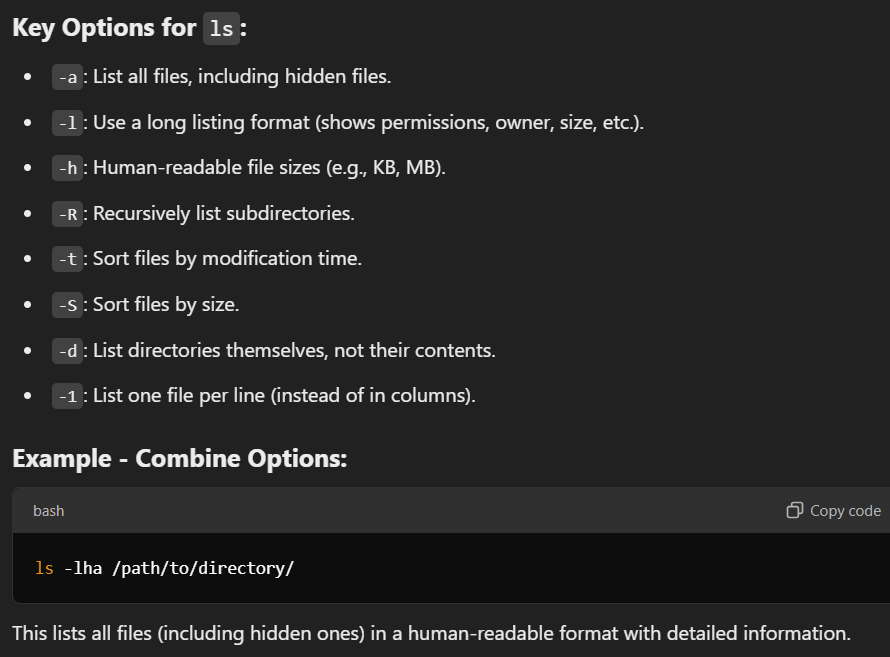 Key Options for ls:
-a: List all files, including hidden files.
-l: Use a long listing format (shows permissions, owner, size, etc.).
-h: Human-readable file sizes (e.g., KB, MB).
-R: Recursively list subdirectories.
-t: Sort files by modification time.
-S: Sort files by size.
-d: List directories themselves, not their contents.
-1: List one file per line (instead of in columns).
Example - Combine Options:
bash
Copy code
ls -lha /path/to/directory/
This lists all files (including hidden ones) in a human-readable format with detailed information.